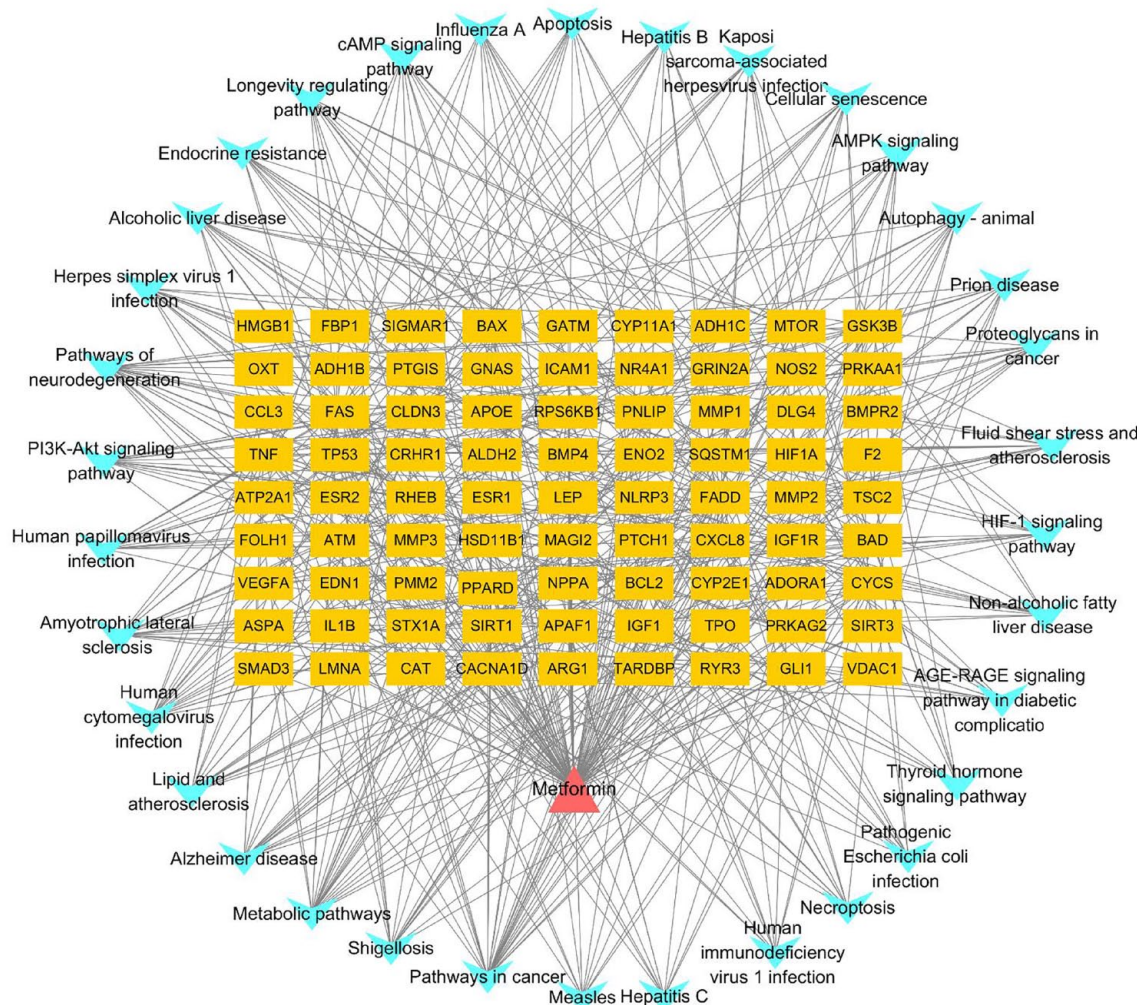 Influenza A
Apoptosis
Hepatitis B
Kaposi
sarcoma-associated
herpesvirus infection
cAMP signaling
pathway
Longevity regulating
pathway
Cellular senescence
AMPK signaling
pathway
Endocrine resistance
Alcoholic liver disease
Autophagy - animal
Herpes simplex virus 1
infection
Prion disease
Pathways of
neurodegeneration
Proteoglycans in
cancer
PI3K-Akt signaling
pathway
Fluid shear stress and
atherosclerosis
Human papillomavirus
infection
HIF-1 signaling
pathway
Amyotrophic lateral
sclerosis
Non-alcoholic fatty
liver disease
Human
cytomegalovirus
infection
AGE-RAGE signaling
pathway in diabetic
complicatio
Lipid and
atherosclerosis
Thyroid hormone
signaling pathway
Alzheimer disease
Pathogenic
Escherichia coli
infection
Metabolic pathways
Necroptosis
Shigellosis
Human
immunodeficiency
virus 1 infection
Pathways in cancer
Measles
Hepatitis C
HMGB1 FBP1 SIGMAR1 BAX GATM CYP11A1 ADH1C MTOR GSK3B
OXT ADH1B PTGIS GNAS ICAM1 NR4A1 GRIN2A NOS2 PRKAA1
CCL3 FAS CLDN3 APOE RPS6KB1 PNLIP MMP1 DLG4 BMPR2
TNF TP53 CRHR1 ALDH2 BMP4 ENO2 SQSTM1 HIF1A F2
ATP2A1 ESR2 RHEB ESR1 LEP NLRP3 FADD MMP2 TSC2
FOLH1 ATM MMP3 HSD11B1 MAGI2 PTCH1 CXCL8 IGF1R BAD
VEGFA EDN1 PMM2 PPARD NPPA BCL2 CYP2E1 ADORA1 CYCS
ASPA IL1B STX1A SIRT1 APAF1 IGF1 TPO PRKAG2 SIRT3
SMAD3 LMNA CAT CACNA1D ARG1 TARDBP RYR3 GLI1 VDAC1
Metformin